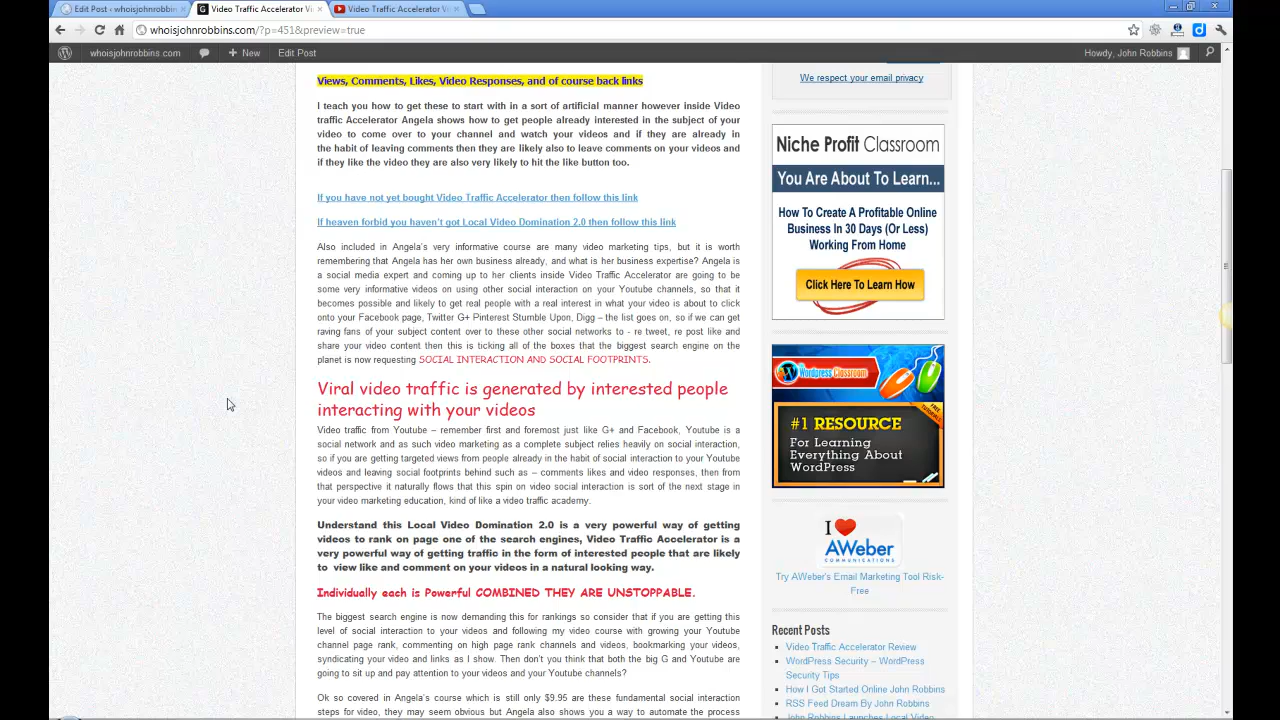 Edit Post ‹ whoisjohnrobbin
Video Traffic Accelerator Vi
Video Traffic Accelerator V
whoisjohnrobbins.com/?p=451&preview=true
whoisjohnrobbins.com
New
Edit Post
Howdy, John Robbins
Views, Comments, Likes, Video Responses, and of course back links
I teach you how to get these to start with in a sort of artificial manner however inside Video
traffic Accelerator Angela shows how to get people already interested in the subject of your
video to come over to your channel and watch your videos and if they are already in
the habit of leaving comments then they are likely also to leave comments on your videos and
if they like the video they are also very likely to hit the like button too.
If you have not yet bought Video Traffic Accelerator then follow this link
If heaven forbid you haven't got Local Video Domination 2.0 then follow this link
Also included in Angela's very informative course are many video marketing tips, but it is worth
remembering that Angela has her own business already, and what is her business expertise? Angela is
a social media expert and coming up to her clients inside Video Traffic Accelerator are going to be
some very informative videos on using other social interaction on your Youtube channels, so that it
becomes possible and likely to get real people with a real interest in what your video is about to click
onto your Facebook page, Twitter G+ Pinterest Stumble Upon, Digg – the list goes on, so if we can get
raving fans of your subject content over to these other social networks to - re tweet, re post like and
share your video content then this is ticking all of the boxes that the biggest search engine on the
planet is now requesting SOCIAL INTERACTION AND SOCIAL FOOTPRINTS.
Viral video traffic is generated by interested people
interacting with your videos
Video traffic from Youtube – remember first and foremost just like G+ and Facebook, Youtube is a
social network and as such video marketing as a complete subject relies heavily on social interaction,
so if you are getting targeted views from people already in the habit of social interaction to your Youtube
videos and leaving social footprints behind such as – comments likes and video responses, then from
that perspective it naturally flows that this spin on video social interaction is sort of the next stage in
your video marketing education, kind of like a video traffic academy.
Understand this Local Video Domination 2.0 is a very powerful way of getting
videos to rank on page one of the search engines, Video Traffic Accelerator is a
very powerful way of getting traffic in the form of interested people that are likely
to view like and comment on your videos in a natural looking way.
Individually each is Powerful COMBINED THEY ARE UNSTOPPABLE.
The biggest search engine is now demanding this for rankings so consider that if you are getting this
level of social interaction to your videos and following my video course with growing your Youtube
channel page rank, commenting on high page rank channels and videos, bookmarking your videos,
syndicating your video and links as I show. Then don't you think that both the big G and Youtube are
going to sit up and pay attention to your videos and your Youtube channels?
Ok so covered in Angela's course which is still only $9.95 are these fundamental social interaction
steps for video, they may seem obvious but Angela also shows you a way to automate the process
We respect your email privacy
Niche Profit Classroom
You Are About To Learn...
How To Create A Profitable Online
Business In 30 Days (Or Less)
Working From Home
Click Here To Learn How
Wordpress Classroom
FREE TUTORIALS
#1 RESOURCE
For Learning
Everything About
WordPress
I
AWeber
COMMUNICATIONS
Try AWeber's Email Marketing Tool Risk-
Free
Recent Posts
Video Traffic Accelerator Review
WordPress Security – WordPress
Security Tips
How I Got Started Online John Robbins
RSS Feed Dream By John Robbins
John Robbins Launches Local Video